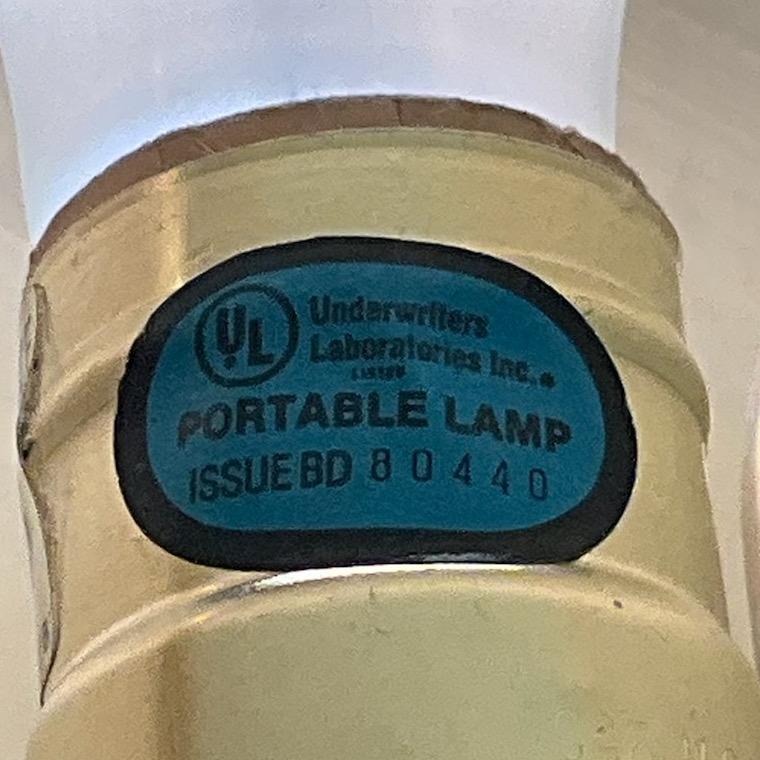 UL
Underwriters
Laboratories Inc.
LISTED
PORTABLE LAMP
ISSUE BD 80440